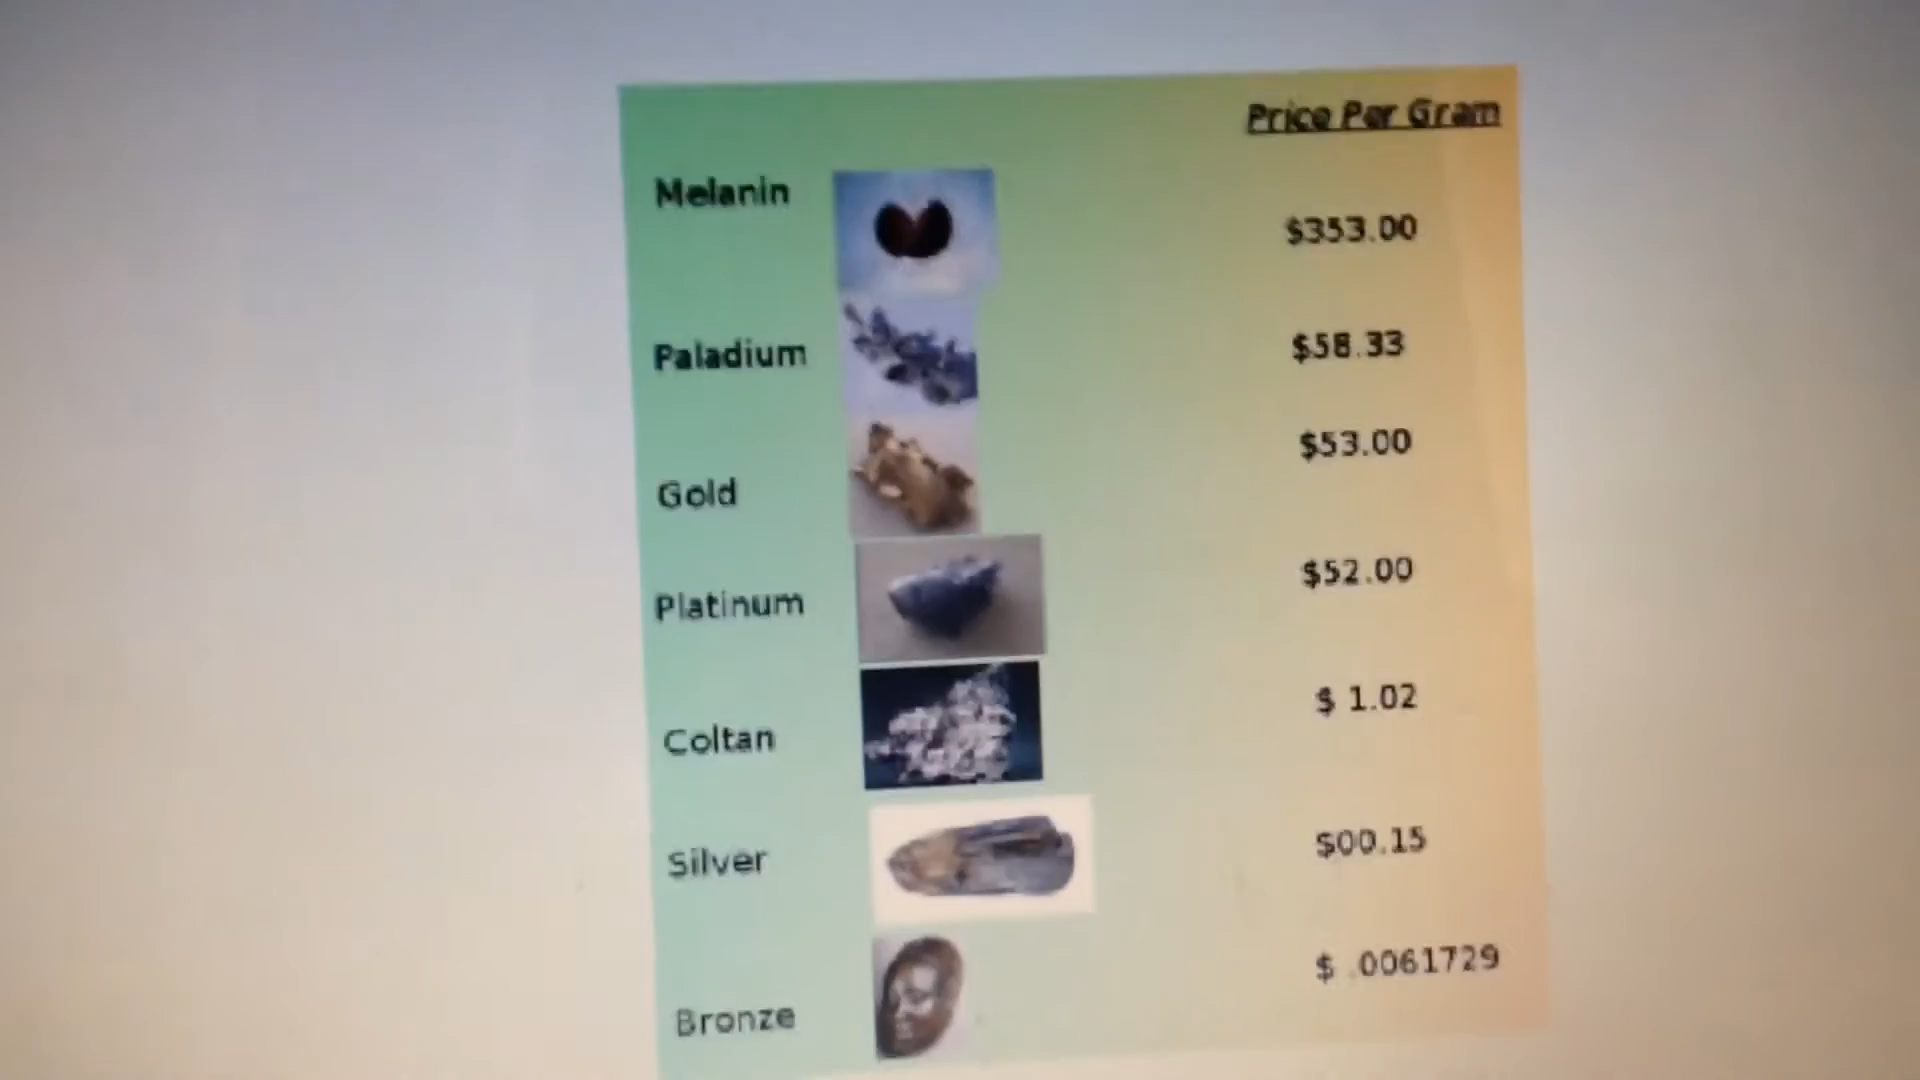 Price Per Gram
Melanin
$353.00
Paladium
$58.33
Gold
$53.00
Platinum
$52.00
Coltan
$ 1.02
Silver
$00.15
Bronze
$ .0061729